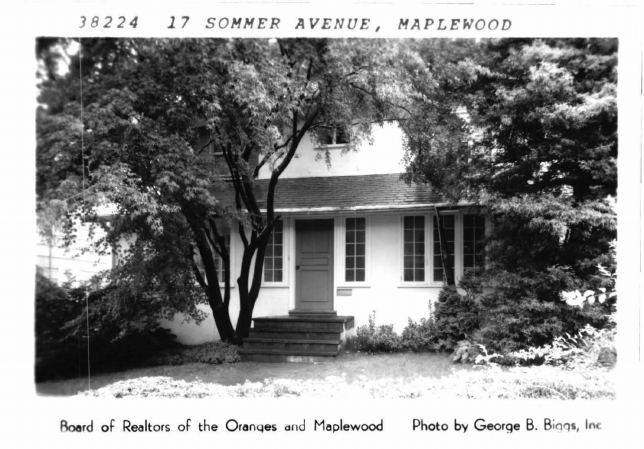 38224 17 SOMMER AVENUE, MAPLEWOOD
Board of Realtors of the Oranges and Maplewood Photo by George B. Biggs, Inc